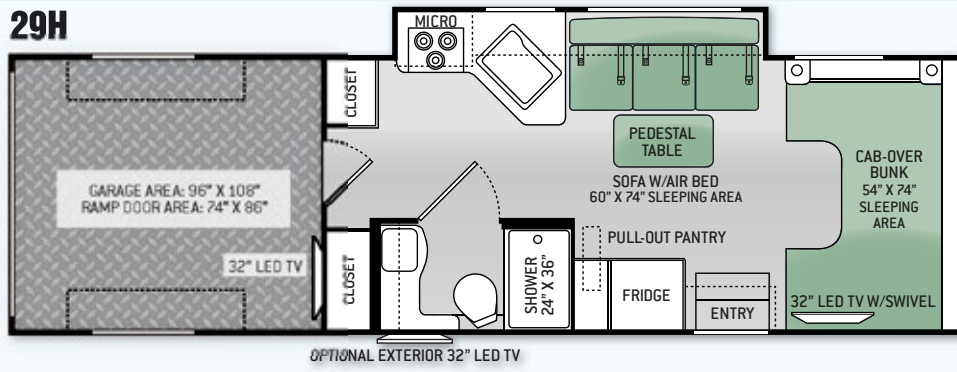 29H
MICRO
CLOSET
GARAGE AREA: 96" X 108"
RAMP DOOR AREA: 74" X 86"
32" LED TV
CLOSET
PEDESTAL
TABLE
SOFA W/AIR BED
60" X 74" SLEEPING AREA
PULL-OUT PANTRY
SHOWER
24" X 36"
FRIDGE
ENTRY
CAB-OVER
BUNK
54" X 74"
SLEEPING
AREA
32" LED TV W/SWIVEL
OPTIONAL EXTERIOR 32" LED TV